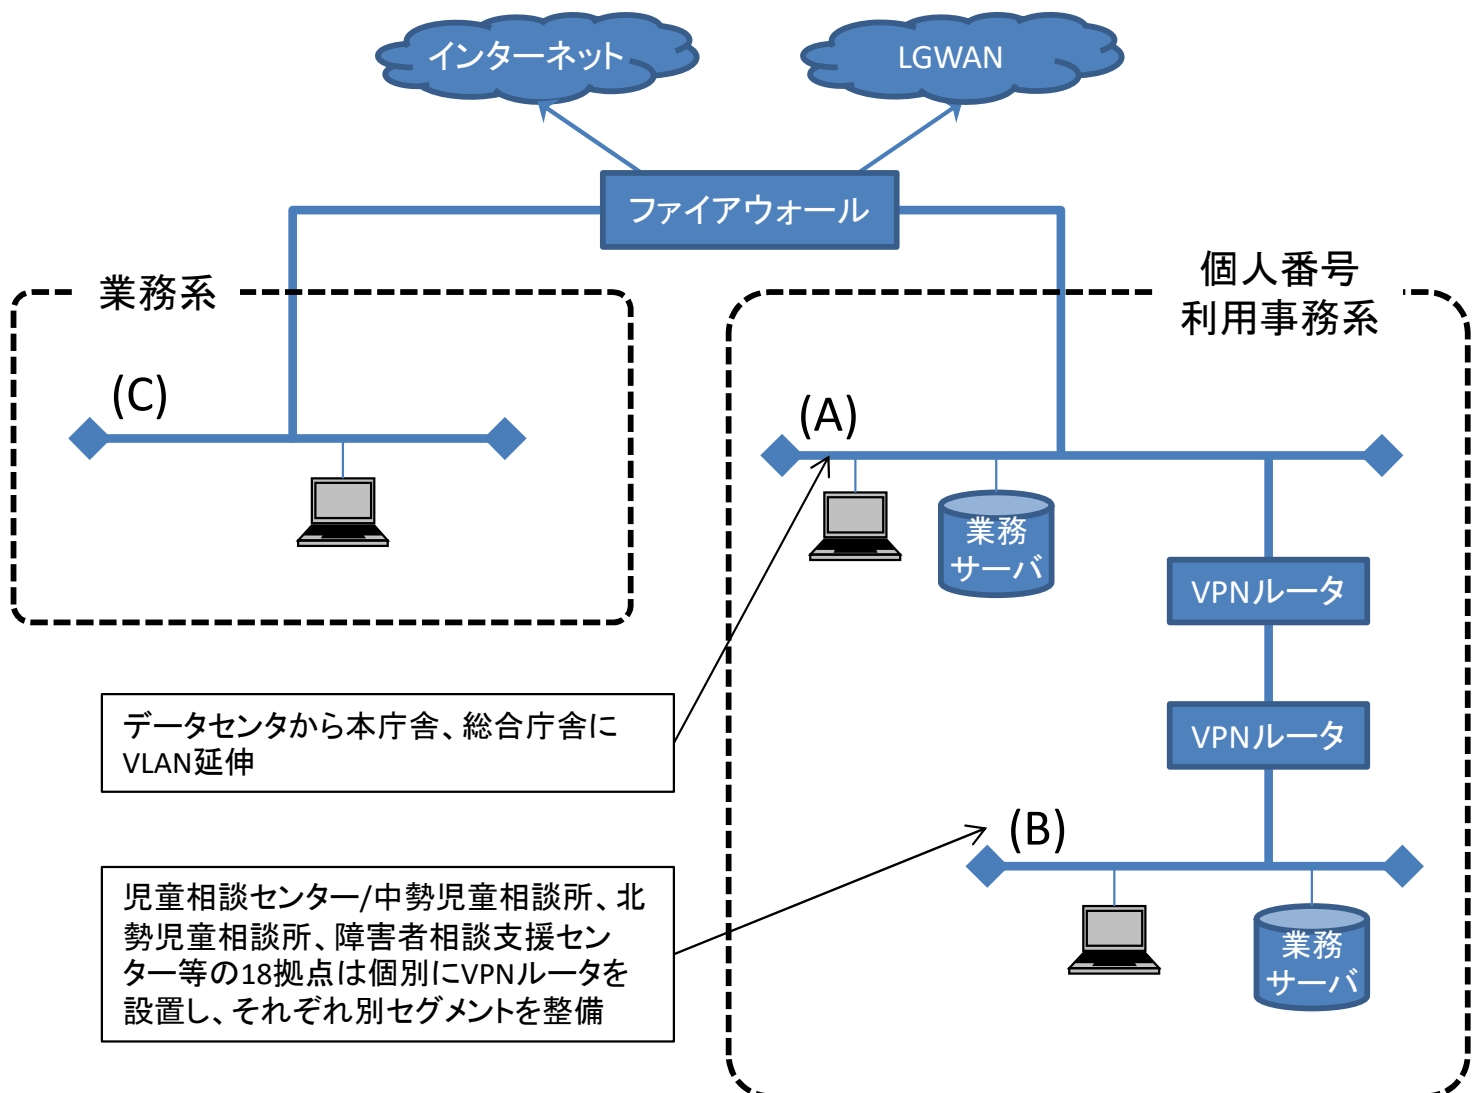 インターネット
LGWAN
ファイアウォール
業務系
個人番号
利用事務系
(C)
(A)
業務
サーバ
VPNルータ
データセンタから本庁舎、総合庁舎に
VLAN延伸
VPNルータ
(B)
児童相談センター/中勢児童相談所、北
勢児童相談所、障害者相談支援セン
ター等の18拠点は個別にVPNルータを
設置し、それぞれ別セグメントを整備
業務
サーバ